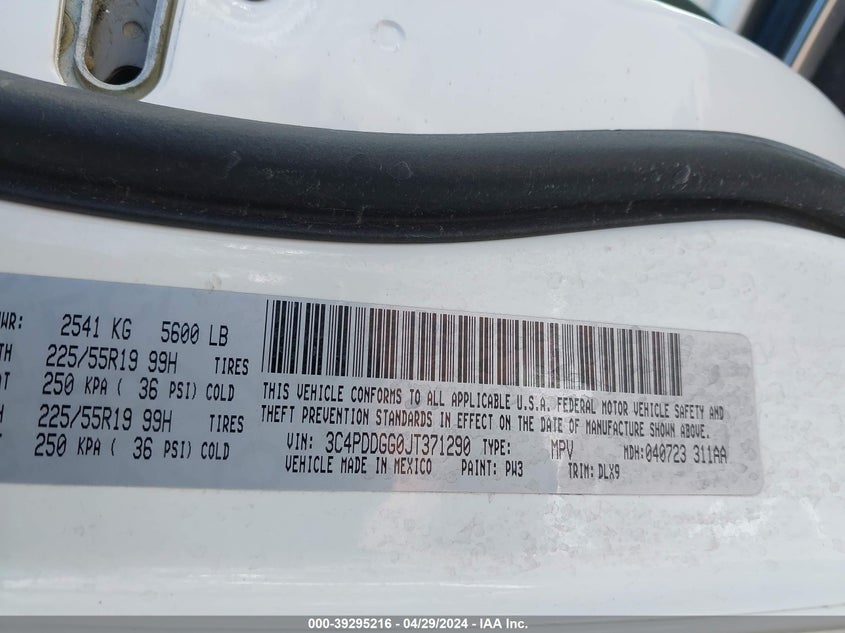 WR: 2541 KG 5600 LB
TH 225/55R19 99H TIRES
AT 250 KPA ( 36 PSI) COLD
H 225/55R19 99H TIRES
250 KPA ( 36 PSI) COLD
THIS VEHICLE CONFORMS TO ALL APPLICABLE U.S.A. FEDERAL MOTOR VEHICLE SAFETY AND
THEFT PREVENTION STANDARDS IN EFFECT ON THE DATE OF MANUFACTURE SHOWN ABOVE.
VIN: 3C4PDDGG0JT371290 TYPE: MPV MDH: 040723 311AA
VEHICLE MADE IN MEXICO PAINT: PW3 TRIM: DLX9
000-39295216 - 04/29/2024 - IAA Inc.